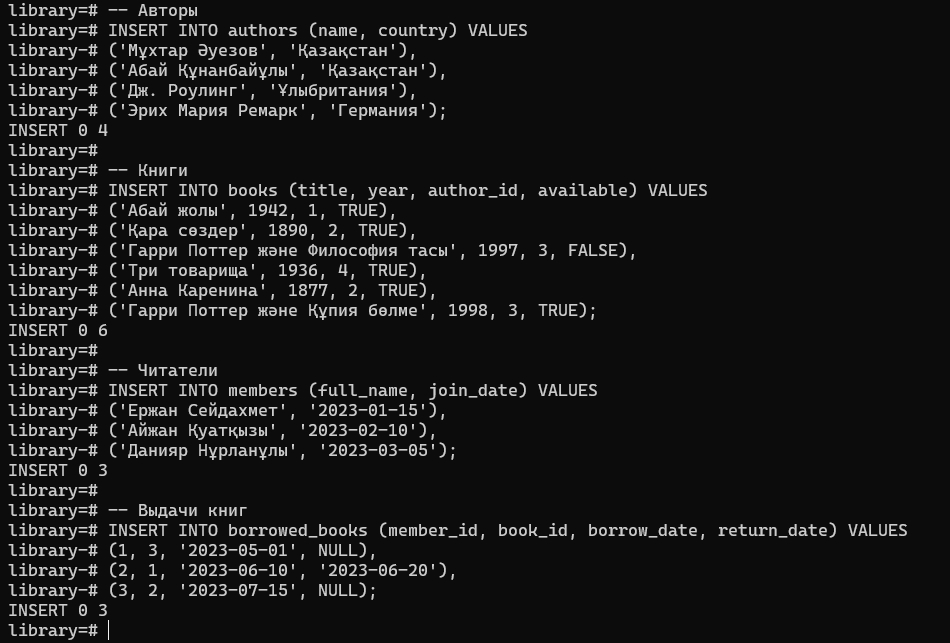 library=# -- Авторы
library=# INSERT INTO authors (name, country) VALUES
library-# ('Мұхтар Әуезов', 'Қазақстан'),
library-# ('Абай Құнанбайұлы', 'Қазақстан'),
library-# ('Дж. Роулинг', 'Ұлыбритания'),
library-# ('Эрих Мария Ремарк', 'Германия');
INSERT 0 4
library=#
library=# -- Книги
library=# INSERT INTO books (title, year, author_id, available) VALUES
library-# ('Абай жолы', 1942, 1, TRUE),
library-# ('Қара сөздер', 1890, 2, TRUE),
library-# ('Гарри Поттер және Философия тасы', 1997, 3, FALSE),
library-# ('Три товарища', 1936, 4, TRUE),
library-# ('Анна Каренина', 1877, 2, TRUE),
library-# ('Гарри Поттер және Құпия бөлме', 1998, 3, TRUE);
INSERT 0 6
library=#
library=# -- Читатели
library=# INSERT INTO members (full_name, join_date) VALUES
library-# ('Ержан Сейдахмет', '2023-01-15'),
library-# ('Айжан Қуатқызы', '2023-02-10'),
library-# ('Данияр Нұрланұлы', '2023-03-05');
INSERT 0 3
library=#
library=# -- Выдачи книг
library=# INSERT INTO borrowed_books (member_id, book_id, borrow_date, return_date) VALUES
library-# (1, 3, '2023-05-01', NULL),
library-# (2, 1, '2023-06-10', '2023-06-20'),
library-# (3, 2, '2023-07-15', NULL);
INSERT 0 3
library=#